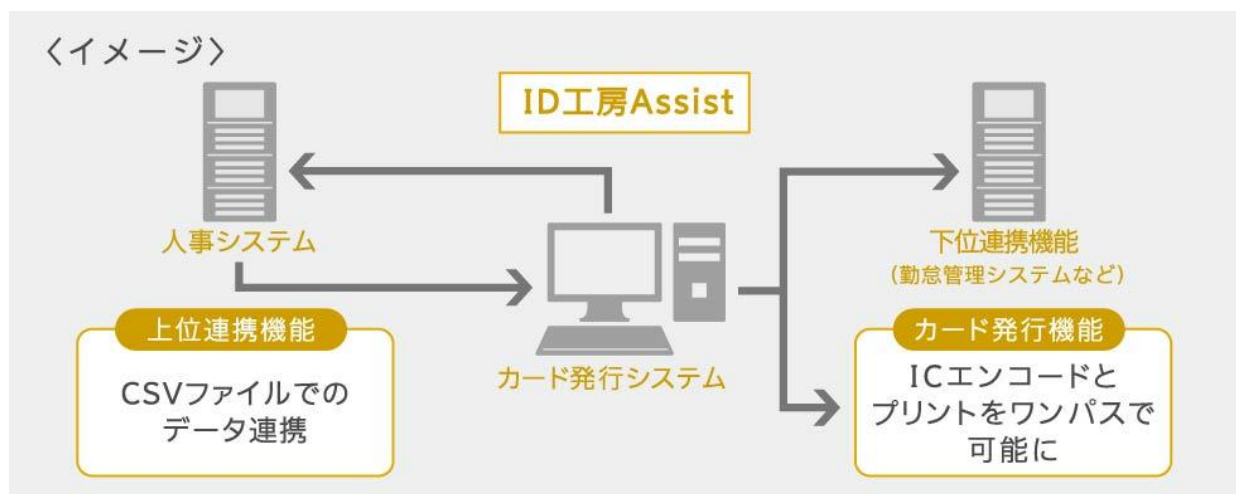 〈イメージ〉
ID工房Assist
人事システム
下位連携機能
(勤怠管理システムなど)
カード発行システム
上位連携機能
CSVファイルでの
データ連携
カード発行機能
ICエンコードと
プリントをワンパスで
可能に